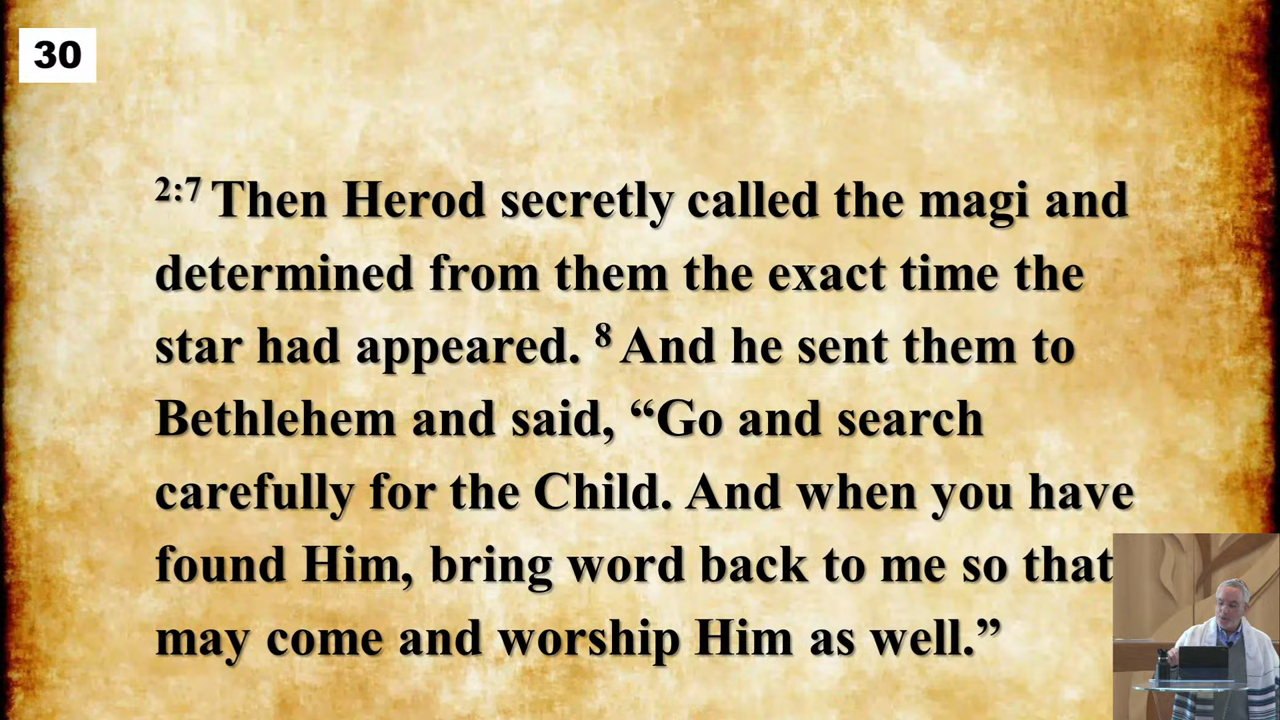 30
2:7 Then Herod secretly called the magi and
determined from them the exact time the
star had appeared. 8 And he sent them to
Bethlehem and said, “Go and search
carefully for the Child. And when you have
found Him, bring word back to me so that
may come and worship Him as well.”